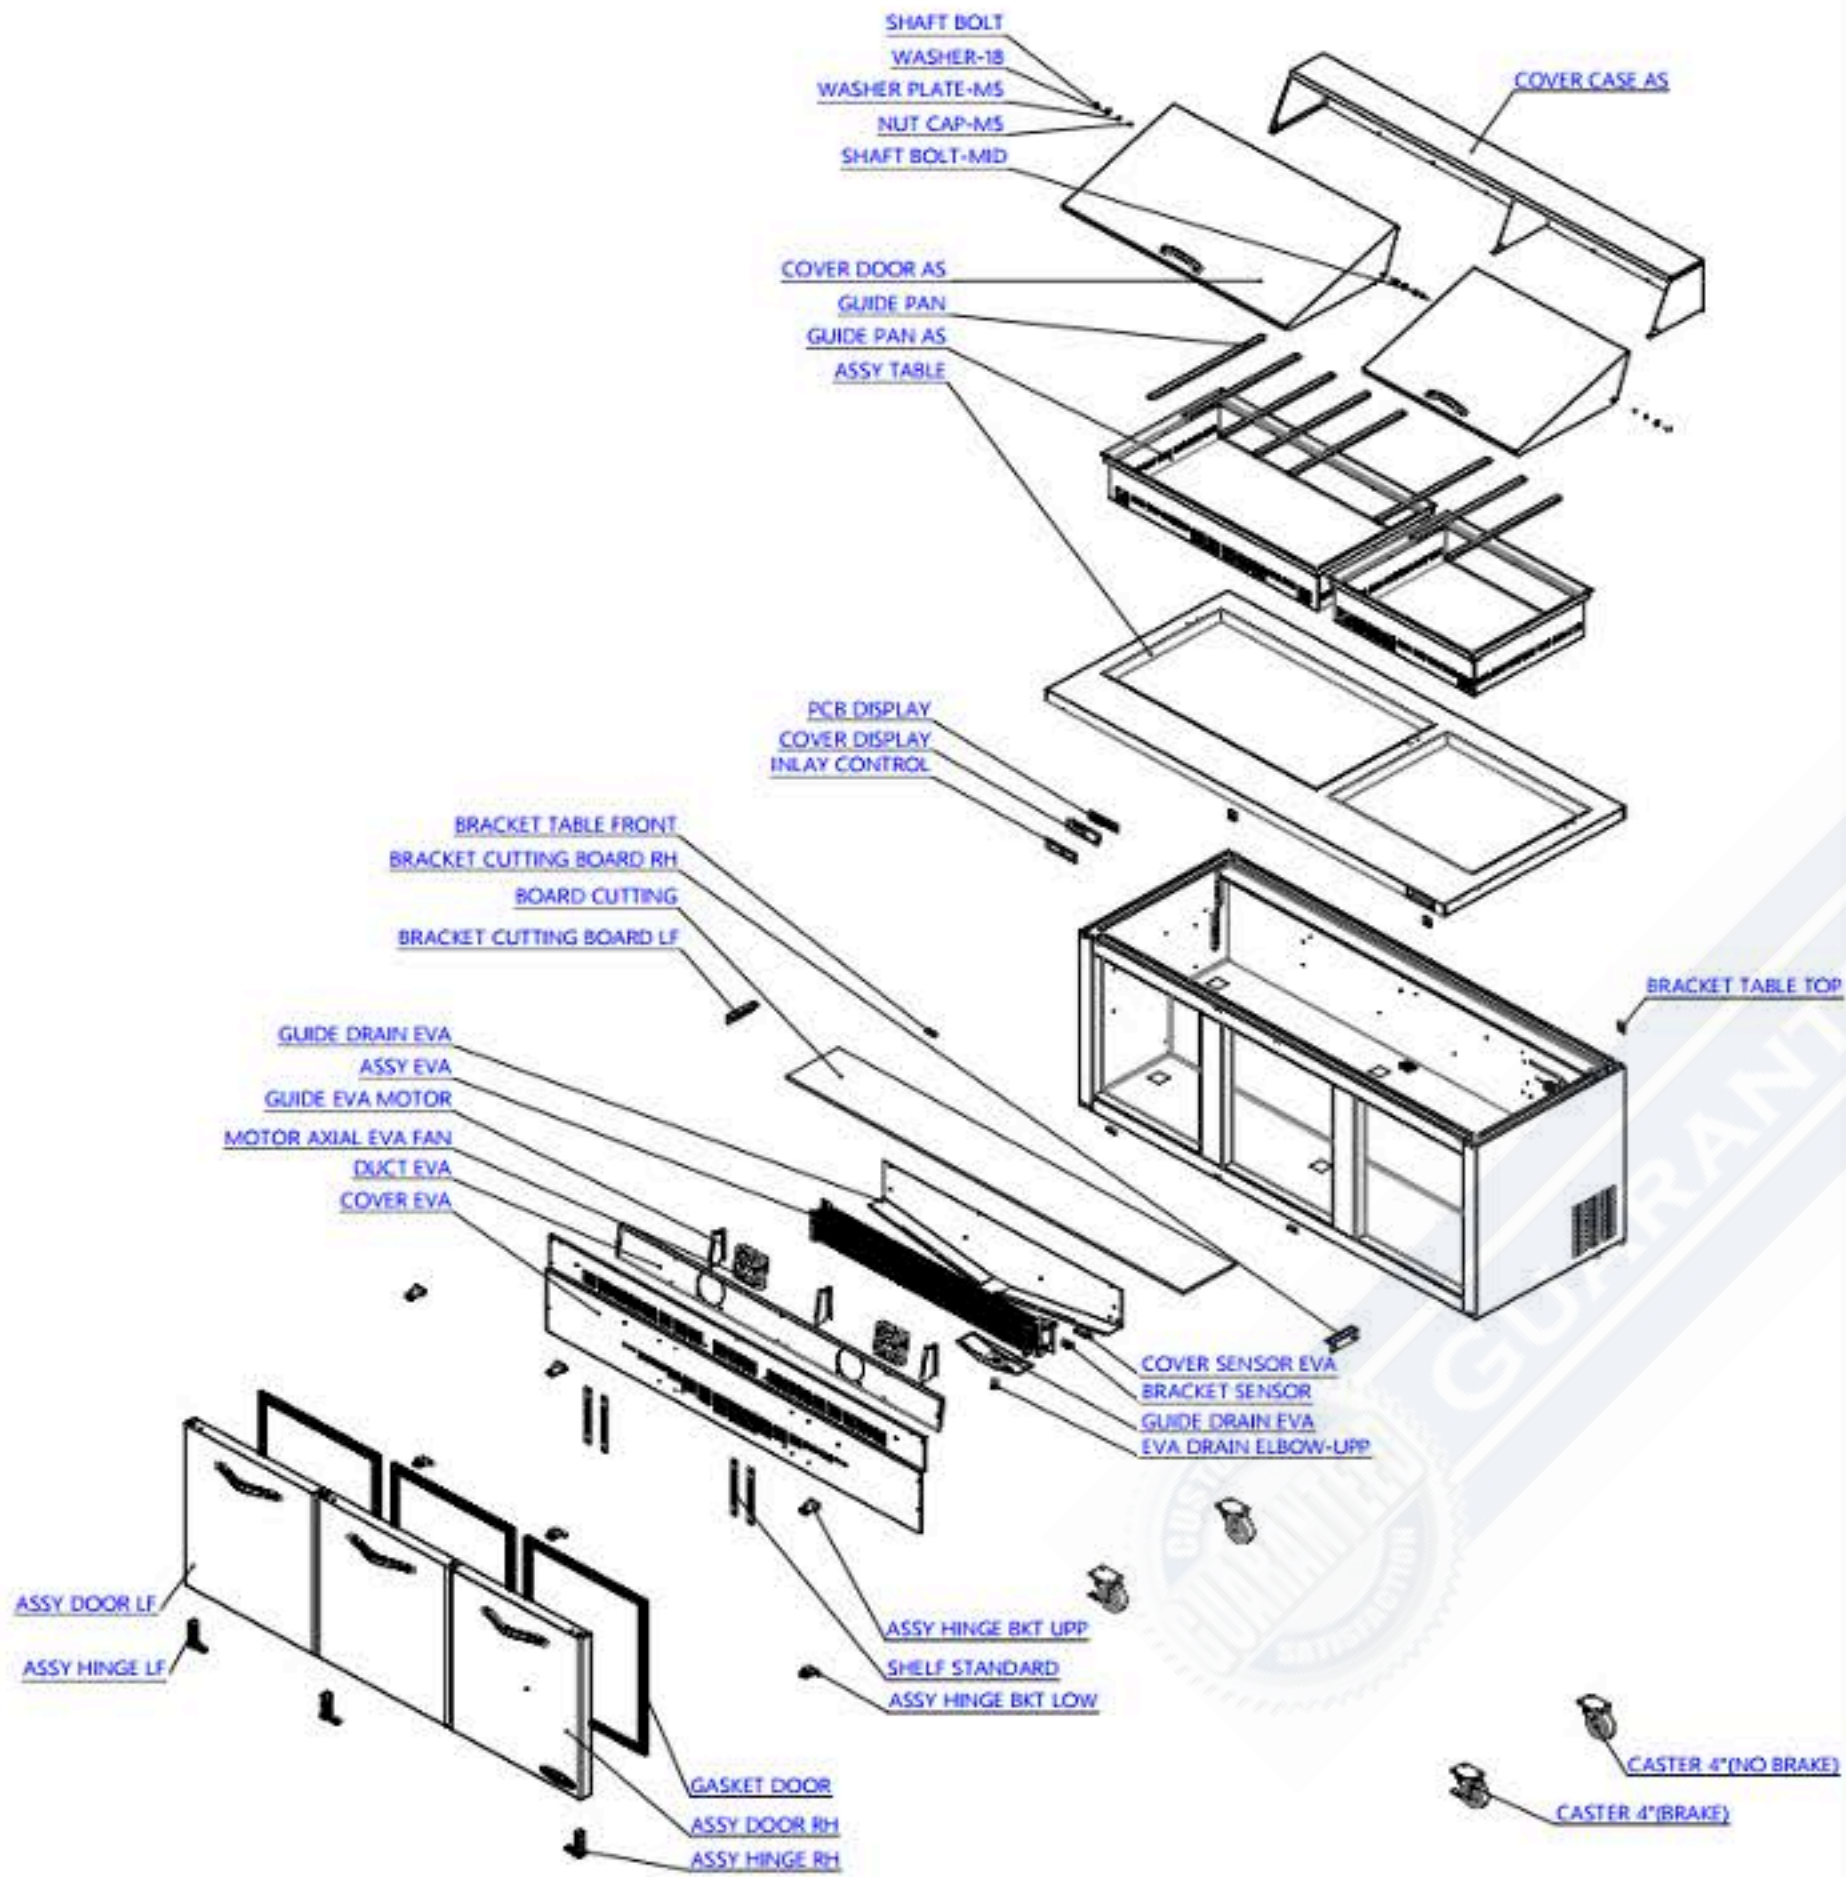 SHAFT BOLT
WASHER-18
WASHER PLATE-M5
NUT CAP-M5
SHAFT BOLT-MID
COVER CASE AS
COVER DOOR AS
GUIDE PAN
GUIDE PAN AS
ASSY TABLE
PCB DISPLAY
COVER DISPLAY
INLAY CONTROL
BRACKET TABLE FRONT
BRACKET CUTTING BOARD RH
BOARD CUTTING
BRACKET CUTTING BOARD LF
BRACKET TABLE TOP
GUIDE DRAIN EVA
ASSY EVA
GUIDE EVA MOTOR
MOTOR AXIAL EVA FAN
DUCT EVA
COVER EVA
COVER SENSOR EVA
BRACKET SENSOR
GUIDE DRAIN EVA
EVA DRAIN ELBOW-UPP
ASSY DOOR LF
ASSY HINGE LF
ASSY HINGE BKT UPP
SHELF STANDARD
ASSY HINGE BKT LOW
GASKET DOOR
ASSY DOOR RH
ASSY HINGE RH
CASTER 4"(NO BRAKE)
CASTER 4"(BRAKE)
GUARANT
GUARANTEED
SATISFACTION